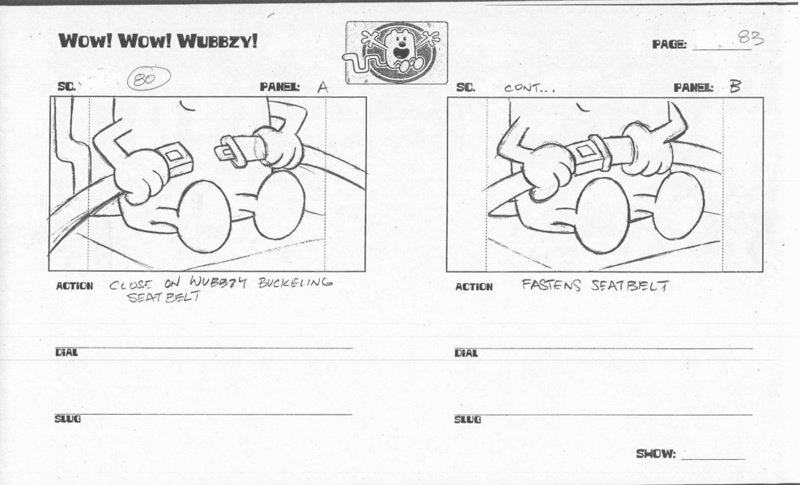 WOW! WOW! WUBBZY!
PAGE: 83
SC. 80 PANEL: A
SC. CONT... PANEL: B
ACTION CLOSE ON WUBBZY BUCKELING
SEATBELT
ACTION FASTENS SEATBELT
DIAL
DIAL
SLUG
SLUG
SHOW: